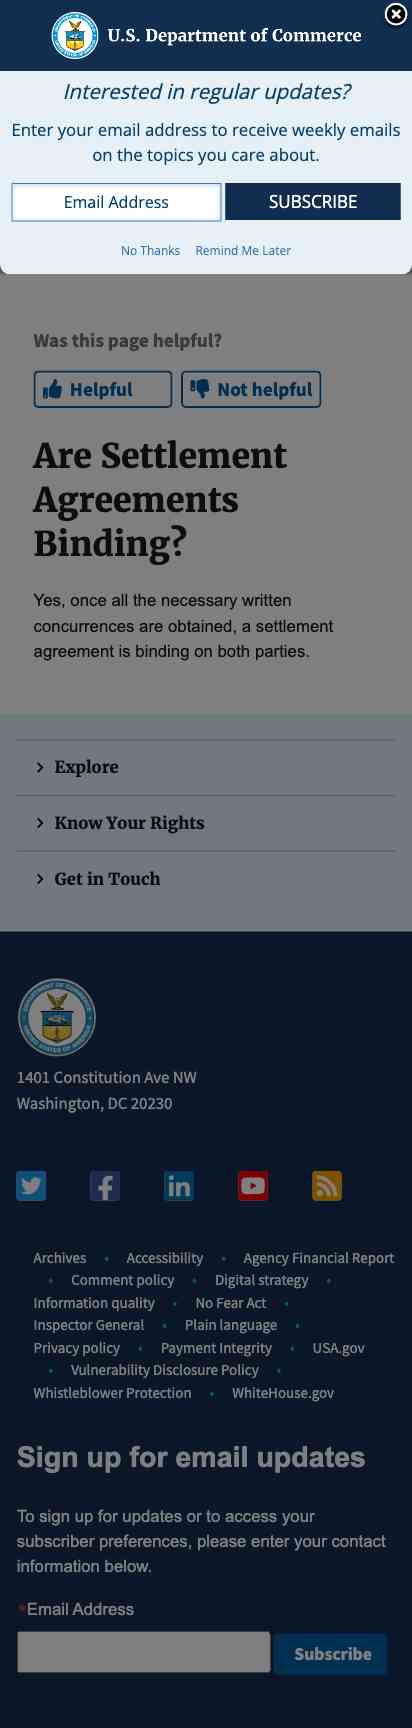 U.S. Department of Commerce
Interested in regular updates?
Enter your email address to receive weekly emails
on the topics you care about.
Email Address
SUBSCRIBE
No Thanks
Remind Me Later
Was this page helpful?
Helpful
Not helpful
Are Settlement
Agreements
Binding?
Yes, once all the necessary written
concurrences are obtained, a settlement
agreement is binding on both parties.
Explore
Know Your Rights
Get in Touch
1401 Constitution Ave NW
Washington, DC 20230
Archives • Accessibility • Agency Financial Report
• Comment policy • Digital strategy •
Information quality • No Fear Act •
Inspector General • Plain language •
Privacy policy • Payment Integrity • USA.gov
• Vulnerability Disclosure Policy •
Whistleblower Protection • WhiteHouse.gov
Sign up for email updates
To sign up for updates or to access your
subscriber preferences, please enter your contact
information below.
*Email Address
Subscribe